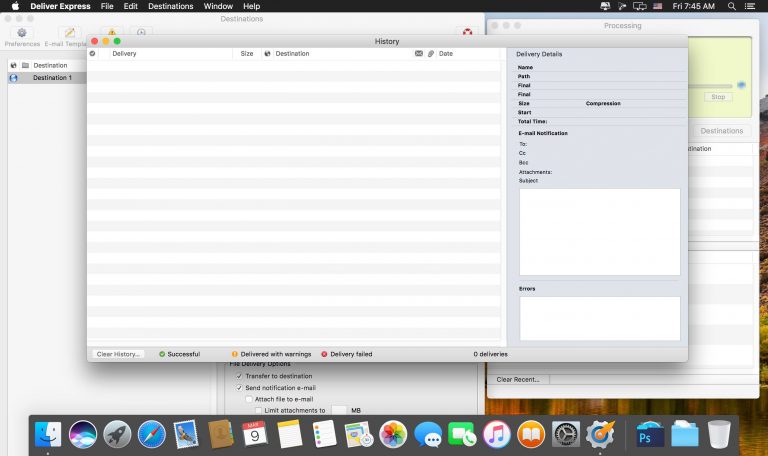 Deliver Express File Edit Destinations Window Help Fri 7:45 AM
Destinations
Processing
Preferences E-mail Templa
History
Delivery Size Destination Date
Destination
Destination 1
Delivery Details
Name
Path
Final
Final
Size Compression
Start
Total Time:
E-mail Notification
To:
Cc
Bcc
Attachments:
Subject
Errors
Stop
Destinations
stination
Clear History... Successful Delivered with warnings Delivery failed 0 deliveries
File Delivery Options
Transfer to destination
Send notification e-mail
Attach file to e-mail
Limit attachments to MB
Clear Recent...
MAR
9
Ps